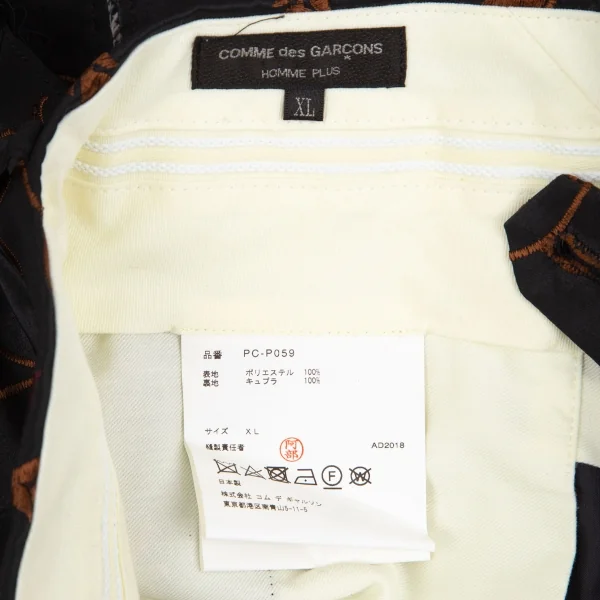 COMME des GARCONS
HOMME PLUS
XL
品番 PC-P059
表地 ポリエステル 100%
裏地 キュプラ 100%
サイズ XL
縫製責任者 阿部 AD2018
日本製
株式会社 コム デ ギャルソン
東京都港区南青山5-11-5